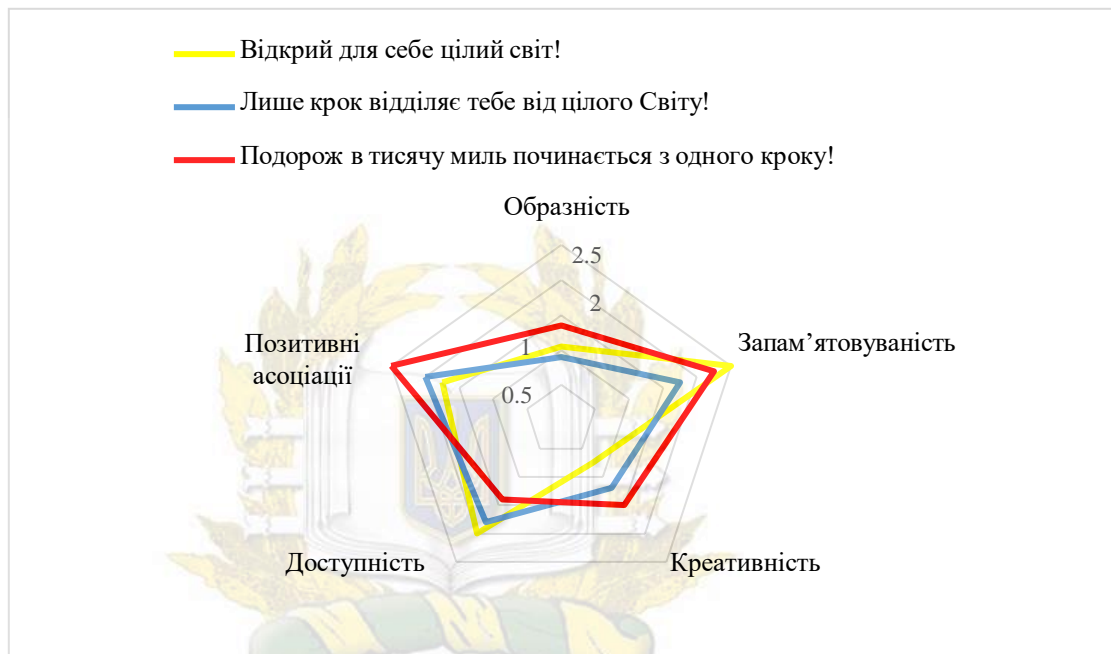 Відкрий для себе цілий світ!
Лише крок відділяє тебе від цілого Світу!
Подорож в тисячу миль починається з одного кроку!
Образність
2.5
2
1
0.5
Запам’ятовуваність
Позитивні
асоціації
Доступність
Креативність